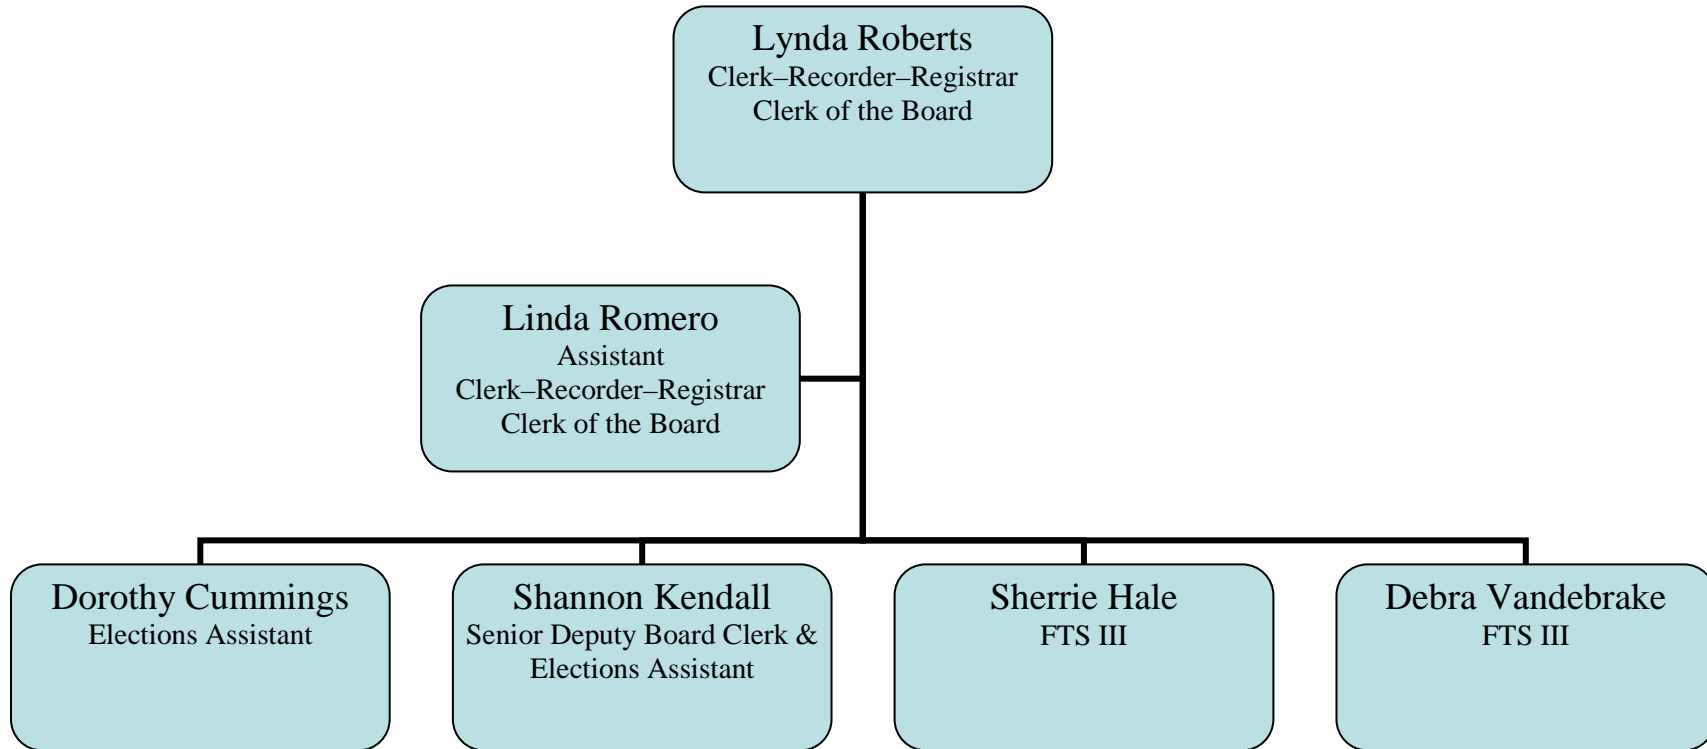 Lynda Roberts
Clerk–Recorder–Registrar
Clerk of the Board
Linda Romero
Assistant
Clerk–Recorder–Registrar
Clerk of the Board
Dorothy Cummings
Elections Assistant
Shannon Kendall
Senior Deputy Board Clerk &
Elections Assistant
Sherrie Hale
FTS III
Debra Vandebrake
FTS III